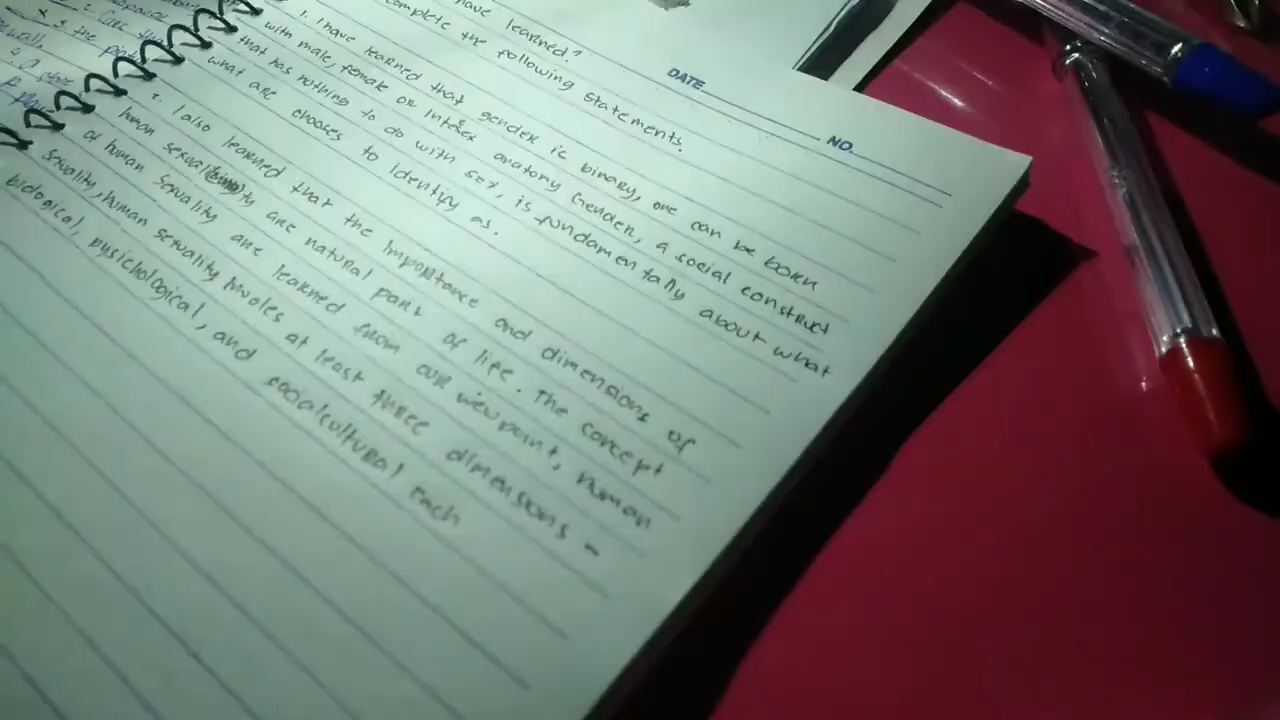 have learned?
complete the following statements.
DATE
NO.
1. I have learned that gender is binary, one can be born
with male, female or intersex anatomy Gender, a social construct
that has nothing to do with sex, is fundamentally about what
what are chooses to identify as.
2. I also learned that the importance and dimensions of
human sexuality are natural part of life. The concept
of human sexuality are learned from our viewpoint, human
sexuality, human sexuality Involes at least three dimensions -
biological, pysichological, and socialcultural each